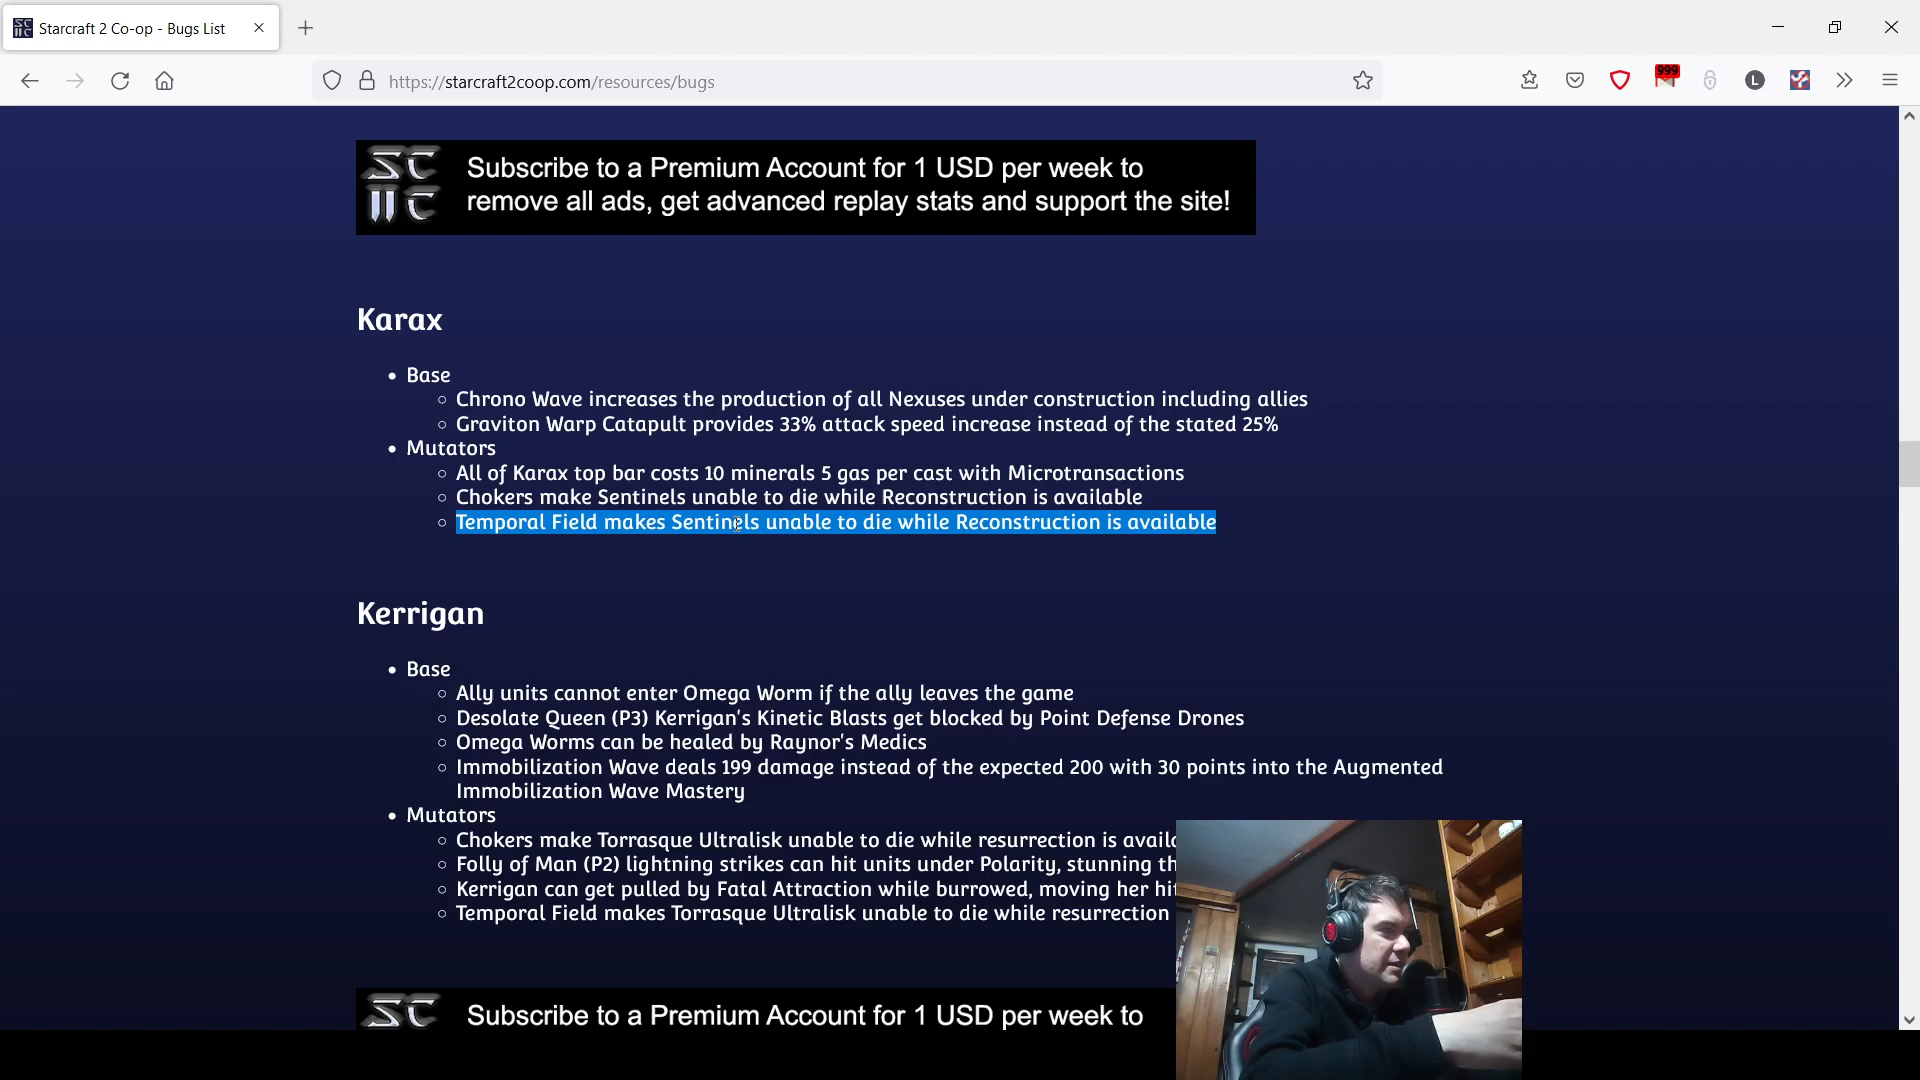 Starcraft 2 Co-op - Bugs List
https://starcraft2coop.com/resources/bugs
999
L
SC
IIC
Subscribe to a Premium Account for 1 USD per week to
remove all ads, get advanced replay stats and support the site!
Karax
Base
Chrono Wave increases the production of all Nexuses under construction including allies
Graviton Warp Catapult provides 33% attack speed increase instead of the stated 25%
Mutators
All of Karax top bar costs 10 minerals 5 gas per cast with Microtransactions
Chokers make Sentinels unable to die while Reconstruction is available
Temporal Field makes Sentinels unable to die while Reconstruction is available
Kerrigan
Base
Ally units cannot enter Omega Worm if the ally leaves the game
Desolate Queen (P3) Kerrigan's Kinetic Blasts get blocked by Point Defense Drones
Omega Worms can be healed by Raynor's Medics
Immobilization Wave deals 199 damage instead of the expected 200 with 30 points into the Augmented
Immobilization Wave Mastery
Mutators
Chokers make Torrasque Ultralisk unable to die while resurrection is
Folly of Man (P2) lightning strikes can hit units under Polarity, stunning
Kerrigan can get pulled by Fatal Attraction while burrowed, moving her
Temporal Field makes Torrasque Ultralisk unable to die while resurrection
SC
Subscribe to a Premium Account for 1 USD per week to